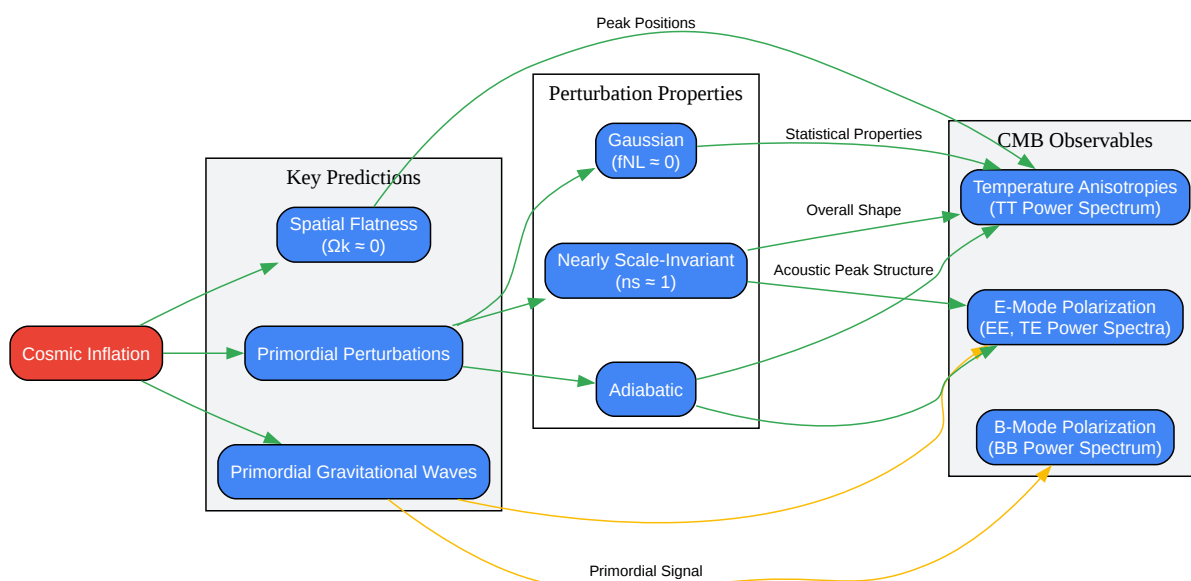 Peak Positions
Perturbation Properties
Gaussian
(fNL ≈ 0)
Statistical Properties
CMB Observables
Key Predictions
Temperature Anisotropies
(TT Power Spectrum)
Spatial Flatness
(Ωk ≈ 0)
Overall Shape
Nearly Scale-Invariant
(ns ≈ 1)
Acoustic Peak Structure
E-Mode Polarization
(EE, TE Power Spectra)
Cosmic Inflation
Primordial Perturbations
Adiabatic
B-Mode Polarization
(BB Power Spectrum)
Primordial Gravitational Waves
Primordial Signal